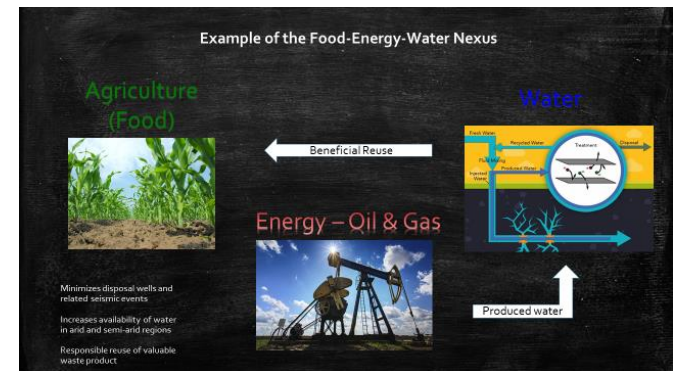 Example of the Food-Energy-Water Nexus
Agriculture
(Food)
Water
Beneficial Reuse
Fresh Water
Recycled Water
Treatment
Disposal
Fluid Mixing
Injected
Water
Produced Water
Energy – Oil & Gas
Produced water
Minimizes disposal wells and
related seismic events
Increases availability of water
in arid and semi-arid regions
Responsible reuse of valuable
waste product